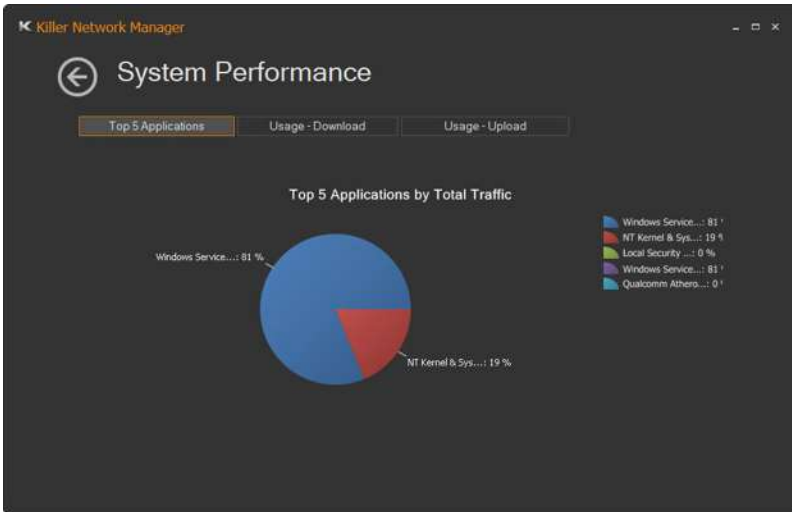 Killer Network Manager
System Performance
Top 5 Applications
Usage - Download
Usage - Upload
Top 5 Applications by Total Traffic
Windows Service...: 81 %
NT Kernel & Sys...: 19 %
Windows Service...: 81
NT Kernel & Sys...: 19
Local Security ...: 0 %
Windows Service...: 81
Qualcomm Athero...: 0